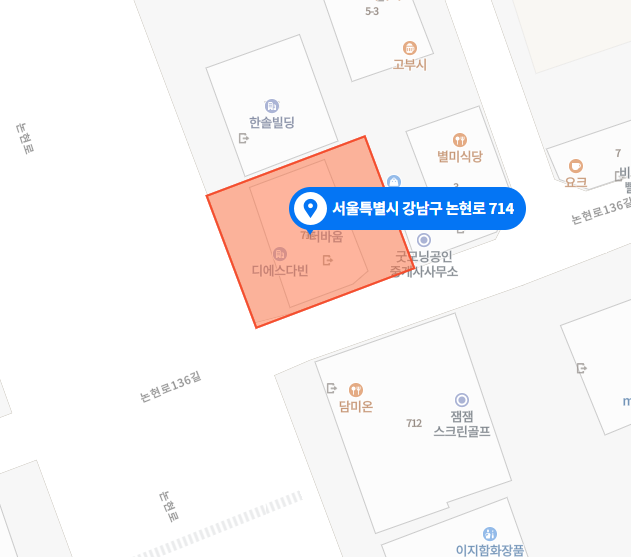 5-3
고부시
한솔빌딩
논현로
별미식당
7
요크
논현로136길
서울특별시 강남구 논현로 714
더바움
디에스다빈
굿모닝공인
중개사사무소
논현로136길
담미온
712
잼잼
스크린골프
논현로
이지함화장품